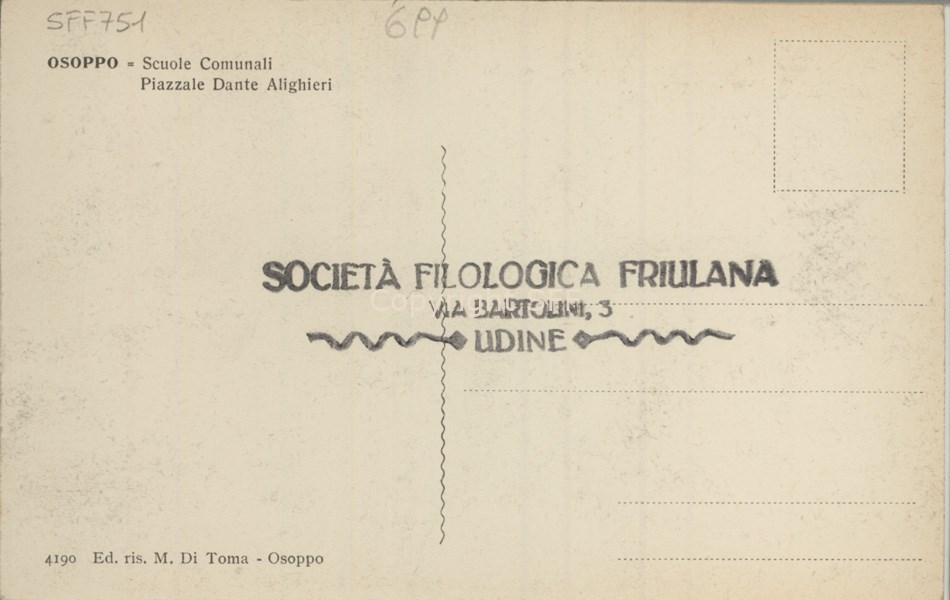 SFF751
OSOPPO = Scuole Comunali
Piazzale Dante Alighieri
SOCIETÀ FILOLOGICA FRIULANA
VIA BARTOLINI, 3
UDINE
4190 Ed. ris. M. Di Toma - Osoppo